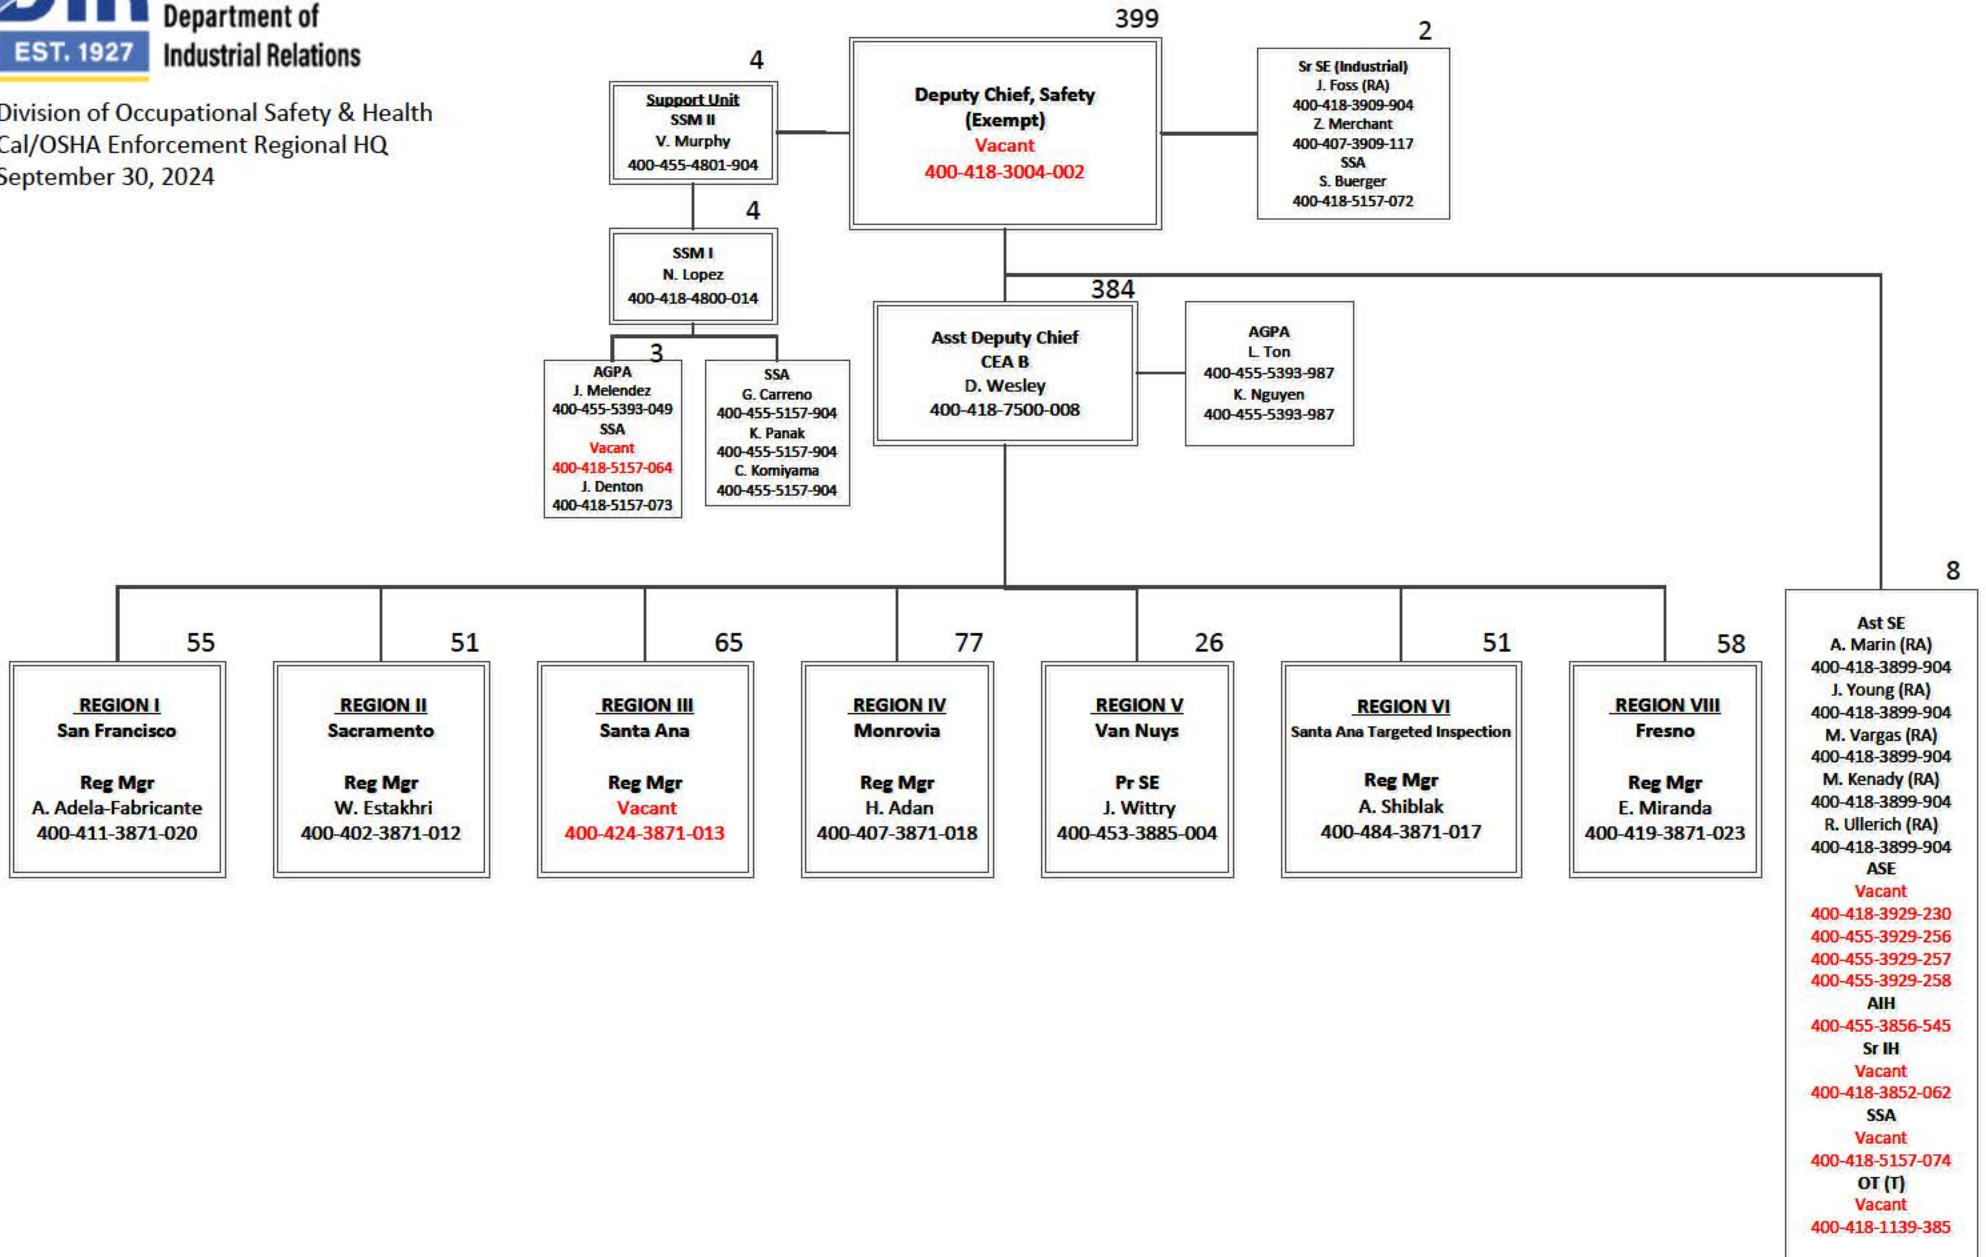 DIR
Department of
EST. 1927
Industrial Relations
Division of Occupational Safety & Health
Cal/OSHA Enforcement Regional HQ
September 30, 2024
399
Deputy Chief, Safety
(Exempt)
Vacant
400-418-3004-002
4
Support Unit
SSM II
V. Murphy
400-455-4801-904
2
Sr SE (Industrial)
J. Foss (RA)
400-418-3909-904
Z. Merchant
400-407-3909-117
SSA
S. Buerger
400-418-5157-072
4
SSM I
N. Lopez
400-418-4800-014
3
AGPA
J. Melendez
400-455-5393-049
SSA
Vacant
400-418-5157-064
J. Denton
400-418-5157-073
SSA
G. Carreno
400-455-5157-904
K. Panak
400-455-5157-904
C. Komiyama
400-455-5157-904
384
Asst Deputy Chief
CEA B
D. Wesley
400-418-7500-008
AGPA
L. Ton
400-455-5393-987
K. Nguyen
400-455-5393-987
55
REGION I
San Francisco
Reg Mgr
A. Adela-Fabricante
400-411-3871-020
51
REGION II
Sacramento
Reg Mgr
W. Estakhri
400-402-3871-012
65
REGION III
Santa Ana
Reg Mgr
Vacant
400-424-3871-013
77
REGION IV
Monrovia
Reg Mgr
H. Adan
400-407-3871-018
26
REGION V
Van Nuys
Pr SE
J. Wittry
400-453-3885-004
51
REGION VI
Santa Ana Targeted Inspection
Reg Mgr
A. Shiblak
400-484-3871-017
58
REGION VIII
Fresno
Reg Mgr
E. Miranda
400-419-3871-023
8
Ast SE
A. Marin (RA)
400-418-3899-904
J. Young (RA)
400-418-3899-904
M. Vargas (RA)
400-418-3899-904
M. Kenady (RA)
400-418-3899-904
R. Ullerich (RA)
400-418-3899-904
ASE
Vacant
400-418-3929-230
400-455-3929-256
400-455-3929-257
400-455-3929-258
AIH
400-455-3856-545
Sr IH
Vacant
400-418-3852-062
SSA
Vacant
400-418-5157-074
OT (T)
Vacant
400-418-1139-385